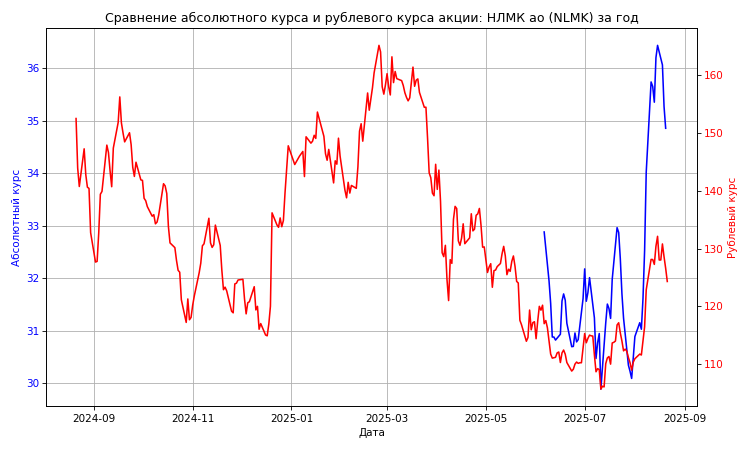 Сравнение абсолютного курса и рублевого курса акции: НЛМК ао (NLMK) за год
Абсолютный курс
36
35
34
33
32
31
30
160
150
140
130
120
110
Рублевый курс
2024-09 2024-11 2025-01 2025-03 2025-05 2025-07 2025-09
Дата